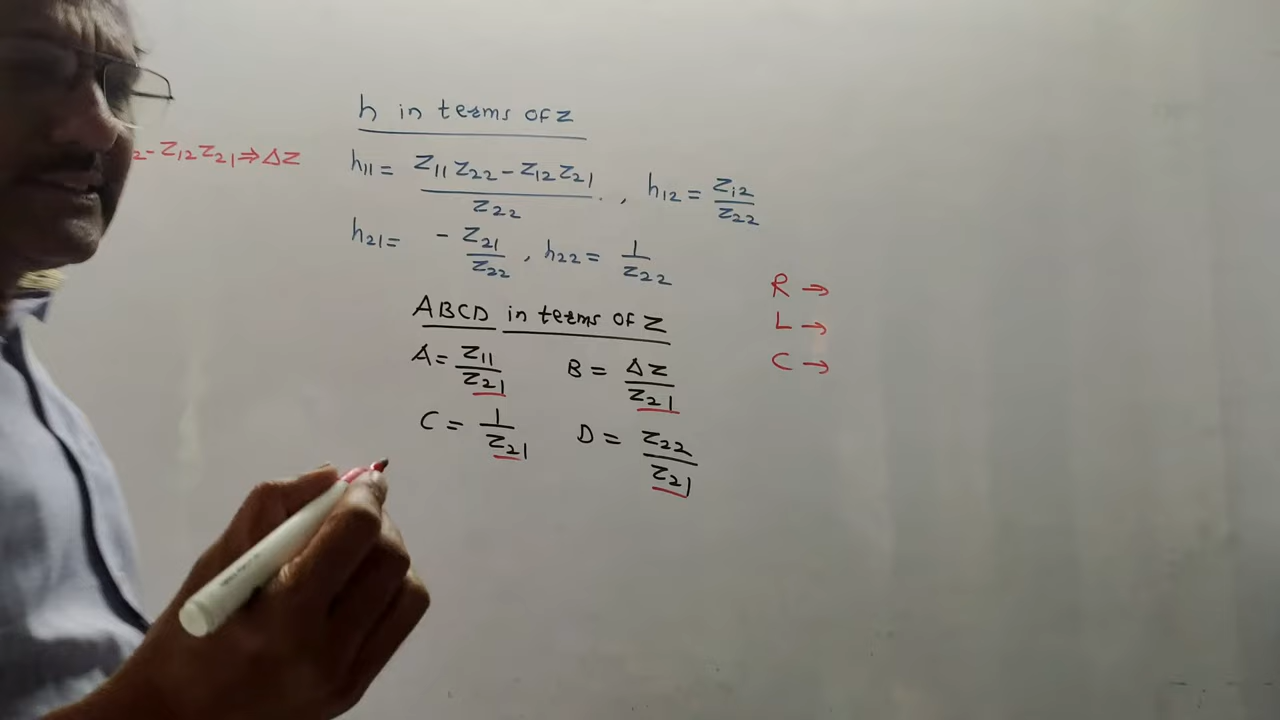 h in terms of Z
2-Z12Z21⇒ΔZ
h11 = Z11Z22-Z12Z21/Z22 , h12 = Z12/Z22
h21 = -Z21/Z22 , h22 = 1/Z22
R →
ABCD in terms of Z
L →
A = Z11/Z21 B = ΔZ/Z21
C →
C = 1/Z21 D = Z22/Z21